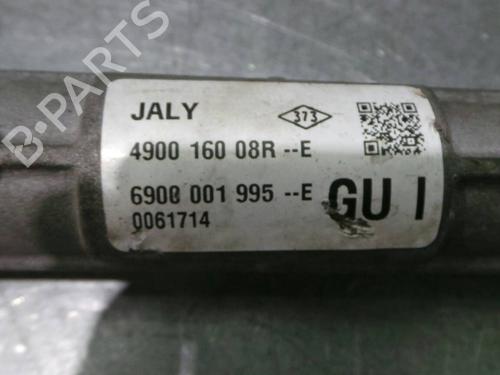 B-PARTS
JALY
373
4900 160 08R --E
6900 001 995 --E
0061714
GU I